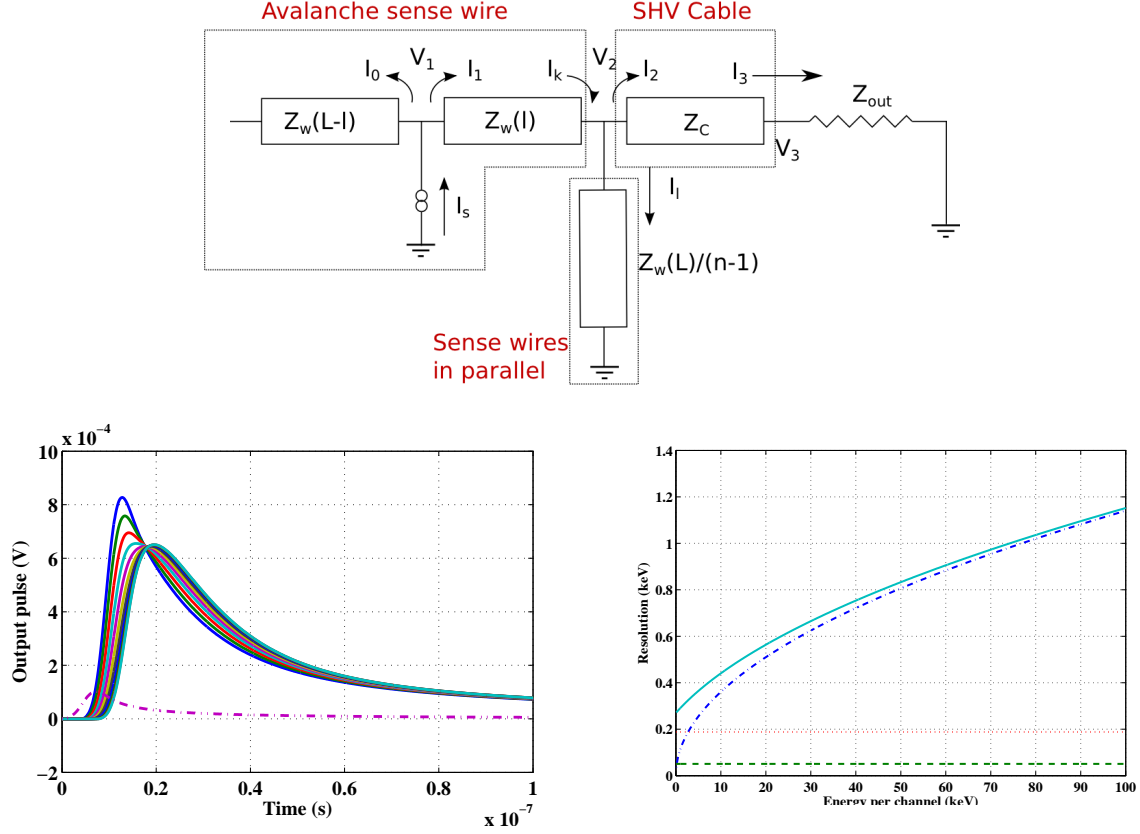 Avalanche sense wire
SHV Cable
I0
V1
I1
Ik
V2
I2
I3
Zout
Zw(L-l)
Zw(l)
ZC
V3
Is
Il
Zw(L)/(n-1)
Sense wires
in parallel
x 10−4
10
8
6
4
2
0
−2
Output pulse (V)
0
0.2
0.4
0.6
0.8
1
Time (s)
x 10−7
1.4
1.2
1
0.8
0.6
0.4
0.2
0
Resolution (keV)
0
10
20
30
40
50
60
70
80
90
100
Energy per channel (keV)